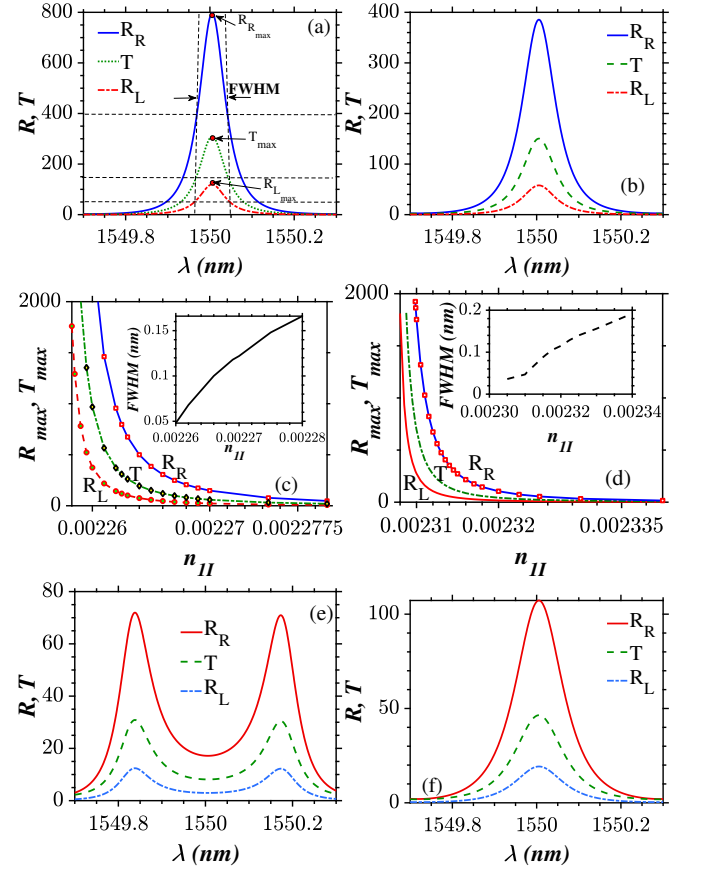 800
600
400
200
0
R, T
R_R
T
R_L
(a)
R_Rmax
FWHM
T_max
R_Lmax
1549.8
1550
1550.2
λ (nm)
400
300
200
100
0
R, T
R_R
T
R_L
(b)
1549.8
1550
1550.2
λ (nm)
2000
0
R_max, T_max
FWHM (nm)
0.15
0.1
0.05
0.00226
0.00227
0.00228
n_1I
R_L
T
R_R
(c)
0.00226
0.00227
0.0022775
n_1I
2000
0
R_max, T_max
FWHM (nm)
0.2
0.1
0
0.00230
0.00232
0.00234
n_1I
R_L
T
R_R
(d)
0.00231
0.00232
0.002335
n_1I
80
60
40
20
0
R, T
(e)
R_R
T
R_L
1549.8
1550
1550.2
λ (nm)
100
50
0
R, T
R_R
T
R_L
(f)
1549.8
1550
1550.2
λ (nm)